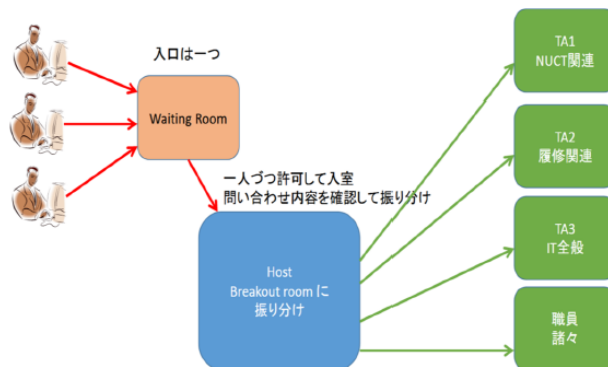 入口は一つ
Waiting Room
一人づつ許可して入室
問い合わせ内容を確認して振り分け
Host
Breakout room に
振り分け
TA1
NUCT関連
TA2
履修関連
TA3
IT全般
職員
諸々